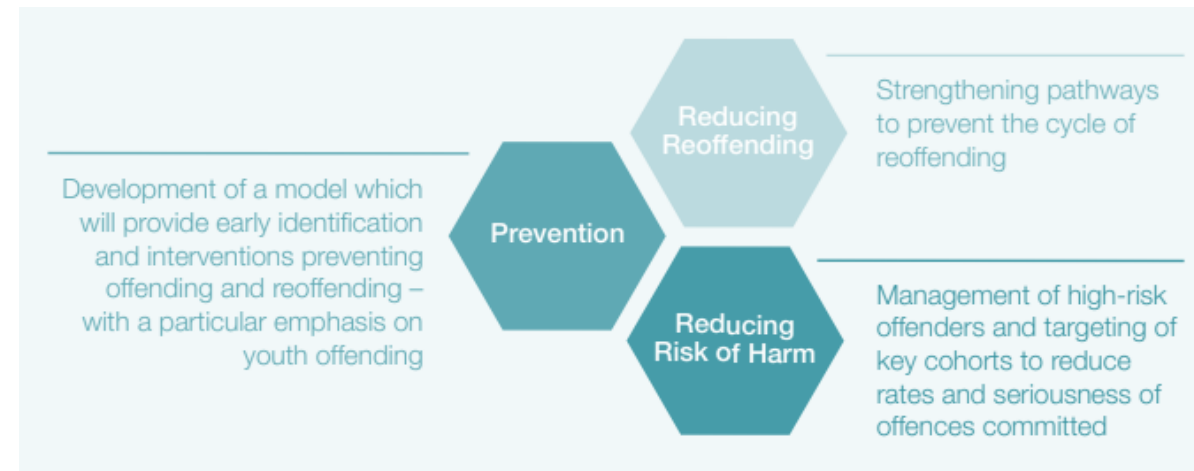 Reducing
Reoffending
Strengthening pathways
to prevent the cycle of
reoffending
Prevention
Development of a model which
will provide early identification
and interventions preventing
offending and reoffending –
with a particular emphasis on
youth offending
Reducing
Risk of Harm
Management of high-risk
offenders and targeting of
key cohorts to reduce
rates and seriousness of
offences committed